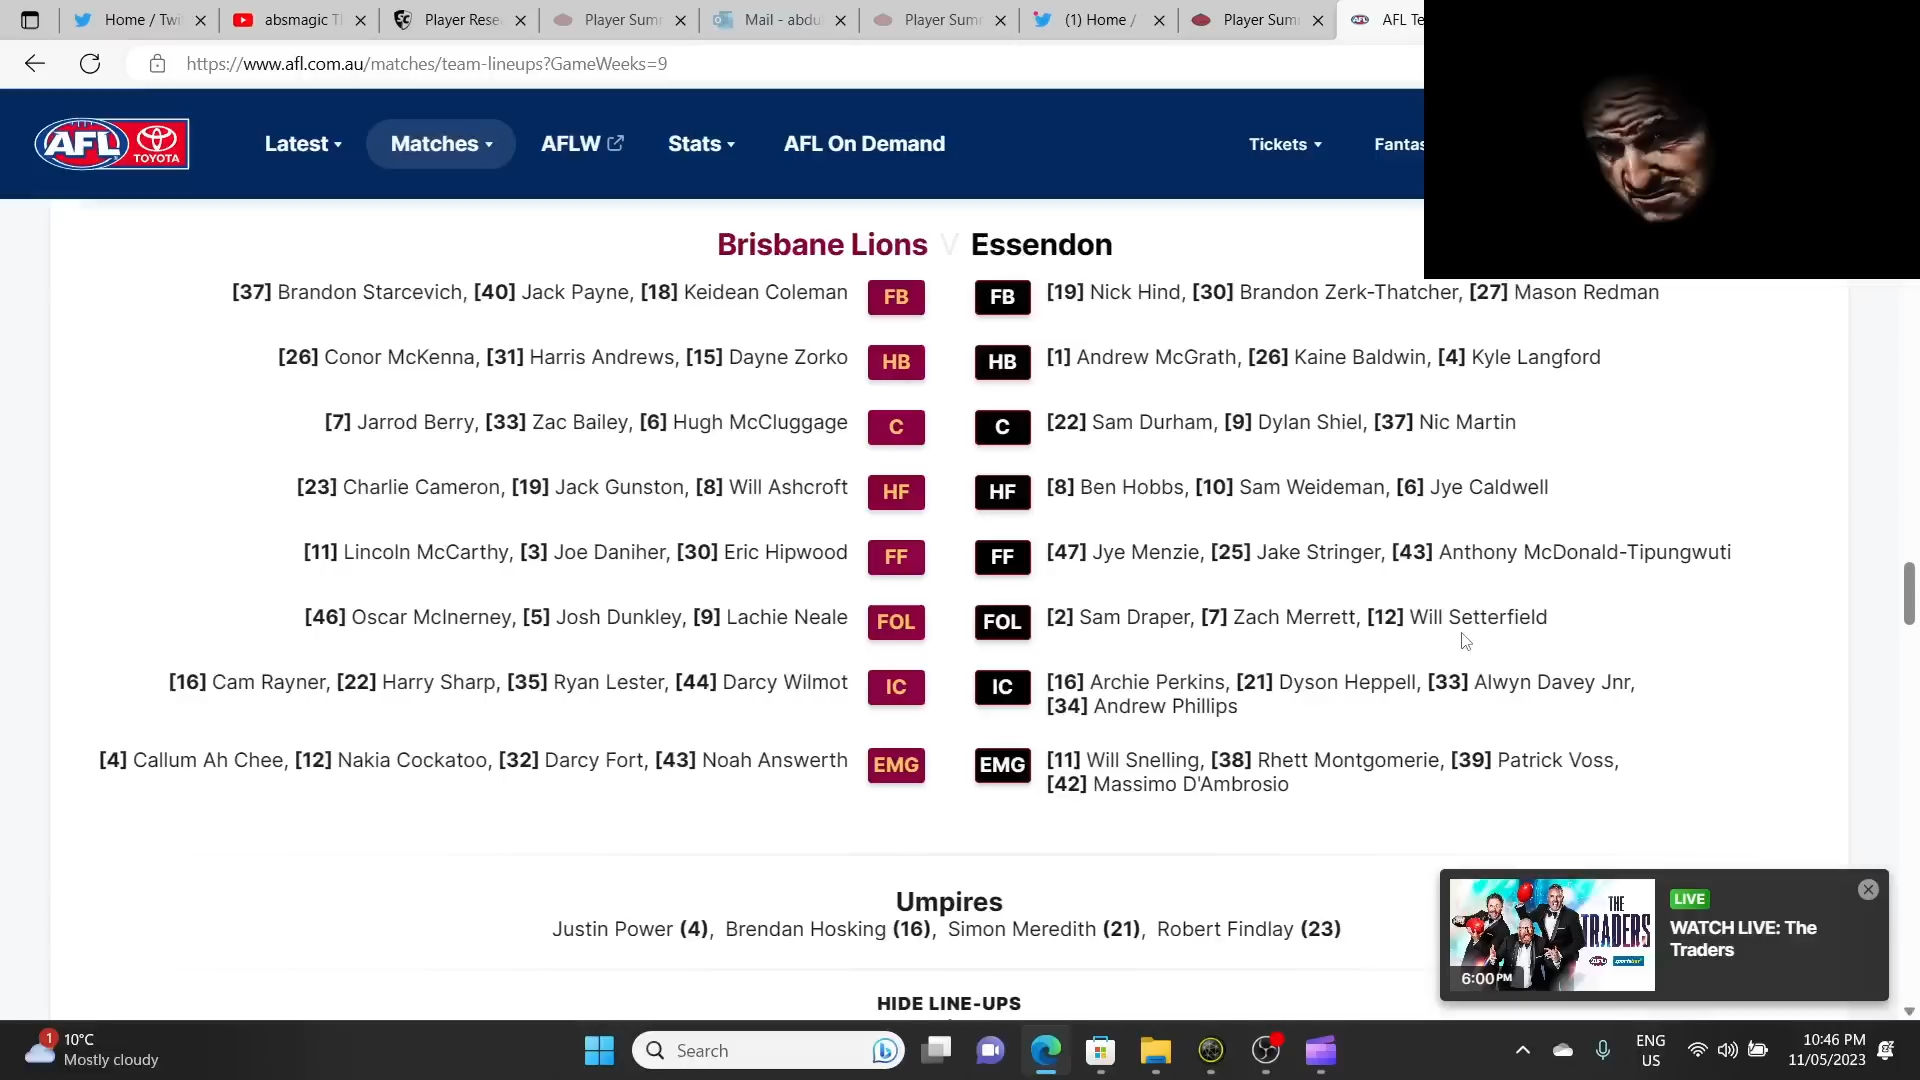 Home / Twi
absmagic T
Player Rese
Player Sum
Mail - abdu
Player Sum
(1) Home /
Player Sum
AFL Te
https://www.afl.com.au/matches/team-lineups?GameWeeks=9
AFL TOYOTA Latest Matches AFLW Stats AFL On Demand Tickets Fantas
Brisbane Lions V Essendon
[37] Brandon Starcevich, [40] Jack Payne, [18] Keidean Coleman FB FB [19] Nick Hind, [30] Brandon Zerk-Thatcher, [27] Mason Redman
[26] Conor McKenna, [31] Harris Andrews, [15] Dayne Zorko HB HB [1] Andrew McGrath, [26] Kaine Baldwin, [4] Kyle Langford
[7] Jarrod Berry, [33] Zac Bailey, [6] Hugh McCluggage C C [22] Sam Durham, [9] Dylan Shiel, [37] Nic Martin
[23] Charlie Cameron, [19] Jack Gunston, [8] Will Ashcroft HF HF [8] Ben Hobbs, [10] Sam Weideman, [6] Jye Caldwell
[11] Lincoln McCarthy, [3] Joe Daniher, [30] Eric Hipwood FF FF [47] Jye Menzie, [25] Jake Stringer, [43] Anthony McDonald-Tipungwuti
[46] Oscar McInerney, [5] Josh Dunkley, [9] Lachie Neale FOL FOL [2] Sam Draper, [7] Zach Merrett, [12] Will Setterfield
[16] Cam Rayner, [22] Harry Sharp, [35] Ryan Lester, [44] Darcy Wilmot IC IC [16] Archie Perkins, [21] Dyson Heppell, [33] Alwyn Davey Jnr,
[34] Andrew Phillips
[4] Callum Ah Chee, [12] Nakia Cockatoo, [32] Darcy Fort, [43] Noah Answerth EMG EMG [11] Will Snelling, [38] Rhett Montgomerie, [39] Patrick Voss,
[42] Massimo D'Ambrosio
Umpires
Justin Power (4), Brendan Hosking (16), Simon Meredith (21), Robert Findlay (23)
HIDE LINE-UPS
THE
TRADERS
AFL sportsbet
6:00PM
LIVE
WATCH LIVE: The
Traders
1
10°C
Mostly cloudy
Search
ENG
US
10:46 PM
11/05/2023